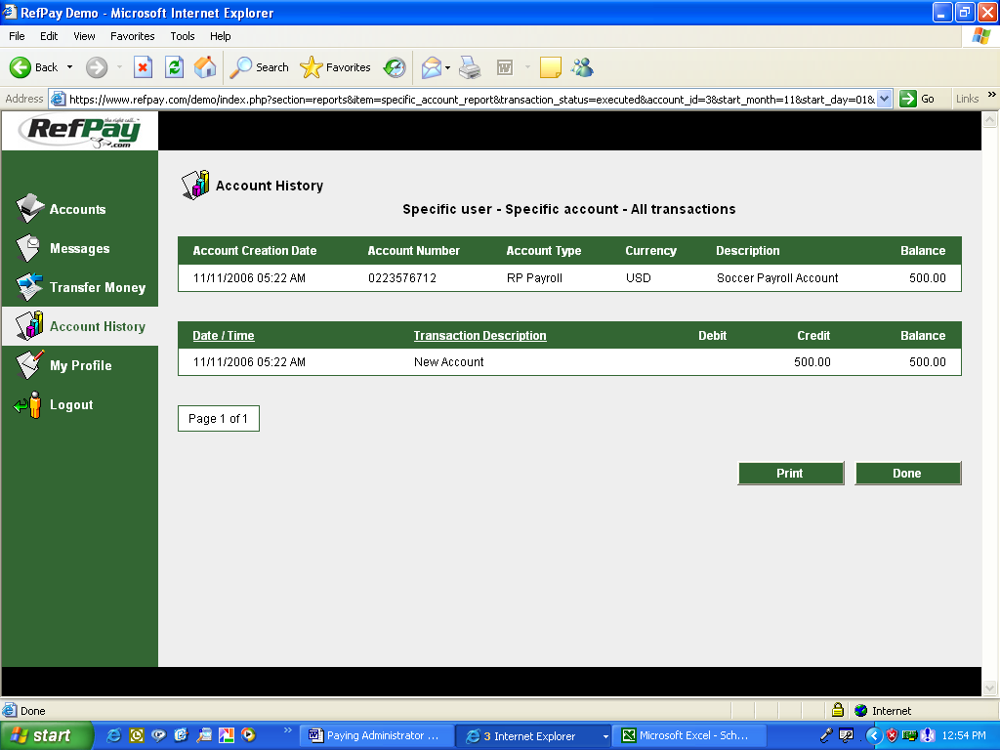 RefPay Demo - Microsoft Internet Explorer
File Edit View Favorites Tools Help
Back Search Favorites
Address https://www.refpay.com/demo/index.php?section=reports&item=specific_account_report&transaction_status=executed&account_id=3&start_month=11&start_day=01& Go Links »
the right call...
RefPay
.com
Account History
Specific user - Specific account - All transactions
Accounts
Messages
Transfer Money
Account History
My Profile
Logout
Account Creation Date Account Number Account Type Currency Description Balance
11/11/2006 05:22 AM 0223576712 RP Payroll USD Soccer Payroll Account 500.00
Date / Time Transaction Description Debit Credit Balance
11/11/2006 05:22 AM New Account 500.00 500.00
Page 1 of 1
Print Done
Done Internet
start » Paying Administrator ... 3 Internet Explorer Microsoft Excel - Sch... 12:54 PM